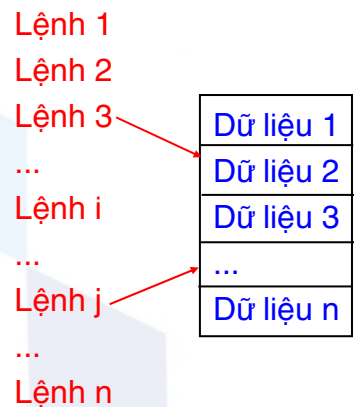 Lệnh 1
Lệnh 2
Lệnh 3
...
Lệnh i
...
Lệnh j
...
Lệnh n
Dữ liệu 1
Dữ liệu 2
Dữ liệu 3
...
Dữ liệu n